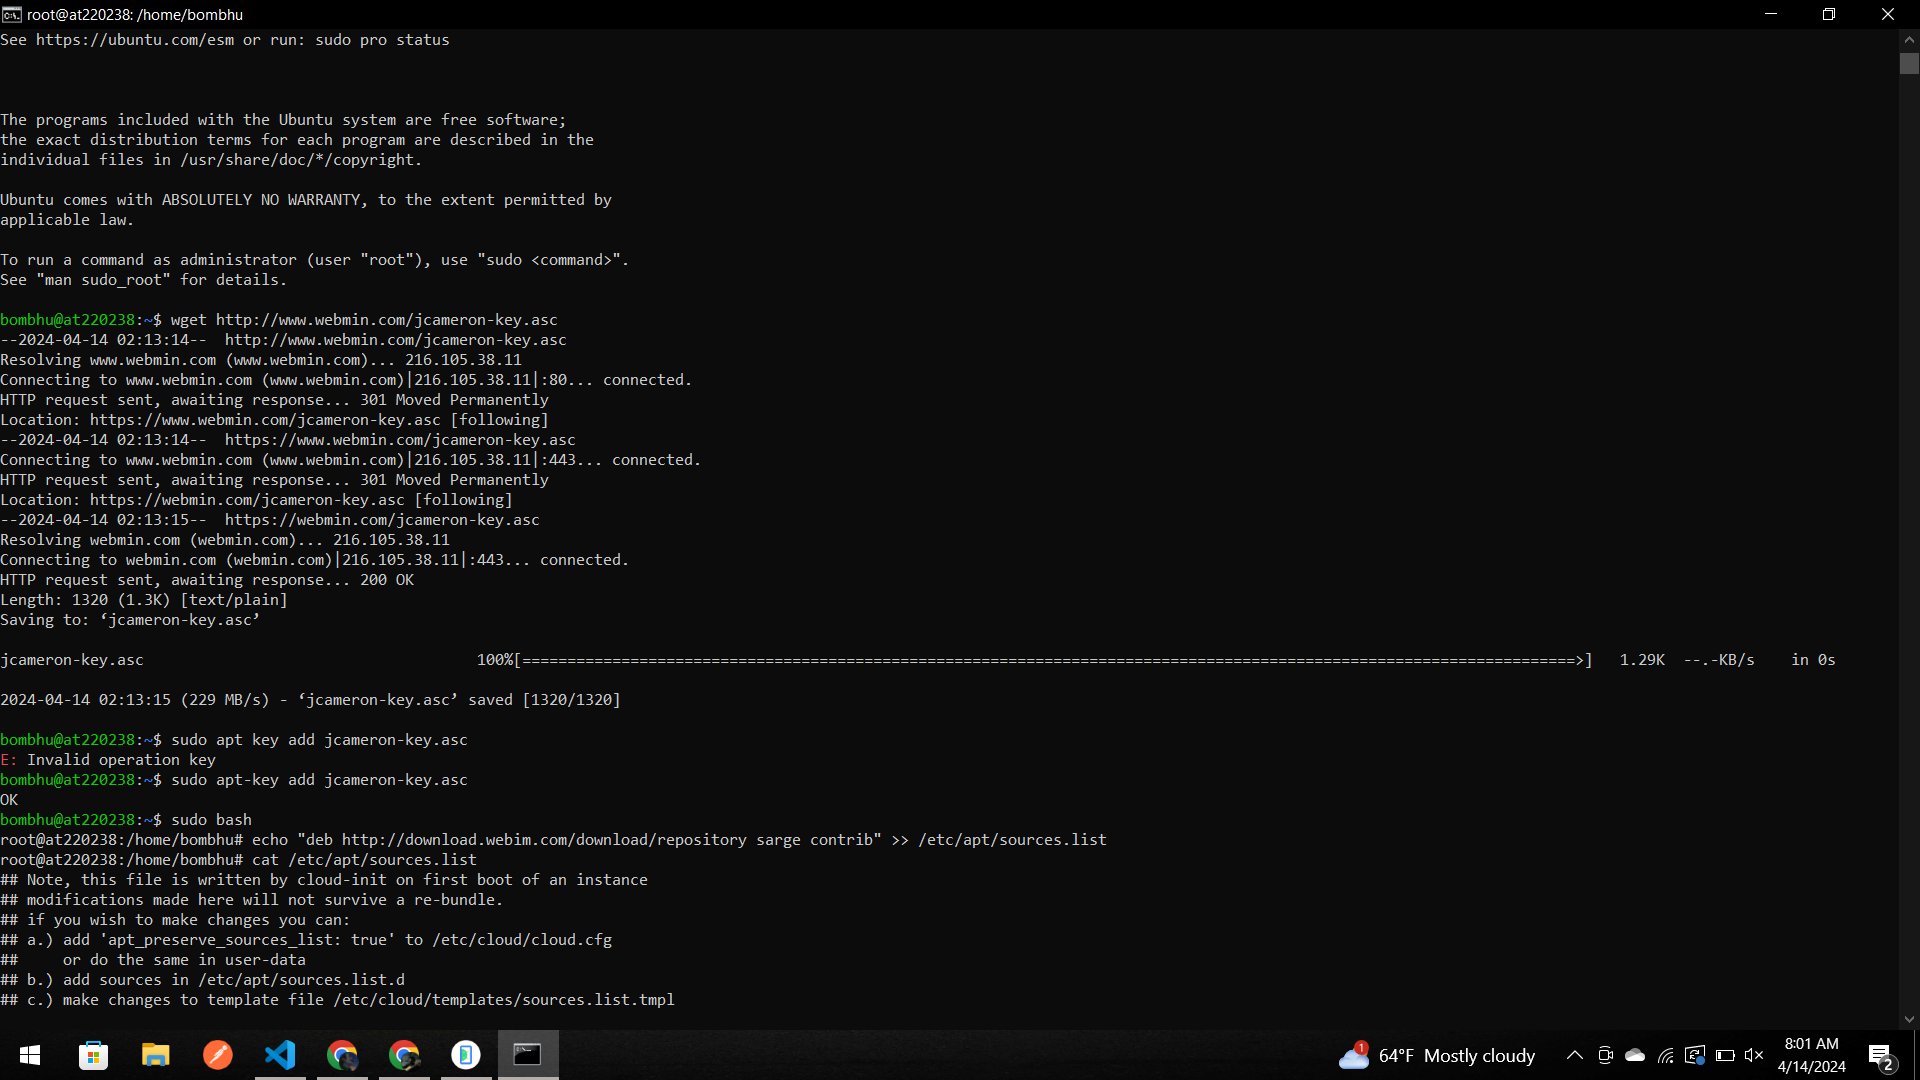 root@at220238: /home/bombhu
See https://ubuntu.com/esm or run: sudo pro status
The programs included with the Ubuntu system are free software;
the exact distribution terms for each program are described in the
individual files in /usr/share/doc/*/copyright.
Ubuntu comes with ABSOLUTELY NO WARRANTY, to the extent permitted by
applicable law.
To run a command as administrator (user "root"), use "sudo <command>".
See "man sudo_root" for details.
bombhu@at220238:~$ wget http://www.webmin.com/jcameron-key.asc
--2024-04-14 02:13:14--  http://www.webmin.com/jcameron-key.asc
Resolving www.webmin.com (www.webmin.com)... 216.105.38.11
Connecting to www.webmin.com (www.webmin.com)|216.105.38.11|:80... connected.
HTTP request sent, awaiting response... 301 Moved Permanently
Location: https://www.webmin.com/jcameron-key.asc [following]
--2024-04-14 02:13:14--  https://www.webmin.com/jcameron-key.asc
Connecting to www.webmin.com (www.webmin.com)|216.105.38.11|:443... connected.
HTTP request sent, awaiting response... 301 Moved Permanently
Location: https://webmin.com/jcameron-key.asc [following]
--2024-04-14 02:13:15--  https://webmin.com/jcameron-key.asc
Resolving webmin.com (webmin.com)... 216.105.38.11
Connecting to webmin.com (webmin.com)|216.105.38.11|:443... connected.
HTTP request sent, awaiting response... 200 OK
Length: 1320 (1.3K) [text/plain]
Saving to: ‘jcameron-key.asc’
jcameron-key.asc 100%[=====================================================================================================================>] 1.29K --.-KB/s in 0s
2024-04-14 02:13:15 (229 MB/s) - ‘jcameron-key.asc’ saved [1320/1320]
bombhu@at220238:~$ sudo apt key add jcameron-key.asc
E: Invalid operation key
bombhu@at220238:~$ sudo apt-key add jcameron-key.asc
OK
bombhu@at220238:~$ sudo bash
root@at220238:/home/bombhu# echo "deb http://download.webim.com/download/repository sarge contrib" >> /etc/apt/sources.list
root@at220238:/home/bombhu# cat /etc/apt/sources.list
## Note, this file is written by cloud-init on first boot of an instance
## modifications made here will not survive a re-bundle.
## if you wish to make changes you can:
## a.) add 'apt_preserve_sources_list: true' to /etc/cloud/cloud.cfg
##     or do the same in user-data
## b.) add sources in /etc/apt/sources.list.d
## c.) make changes to template file /etc/cloud/templates/sources.list.tmpl
1
64°F Mostly cloudy
8:01 AM
4/14/2024
2